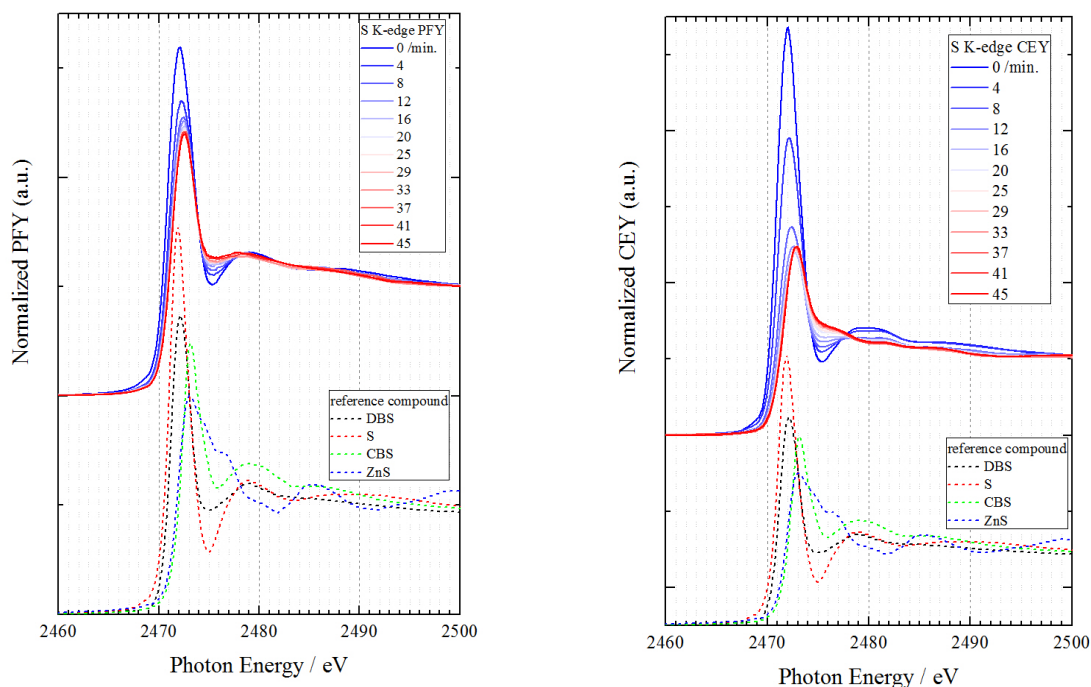 Normalized PFY (a.u.)
S K-edge PFY
0 /min.
4
8
12
16
20
25
29
33
37
41
45
reference compound
DBS
S
CBS
ZnS
2460
2470
2480
2490
2500
Photon Energy / eV
Normalized CEY (a.u.)
S K-edge CEY
0 /min.
4
8
12
16
20
25
29
33
37
41
45
reference compound
DBS
S
CBS
ZnS
2460
2470
2480
2490
2500
Photon Energy / eV